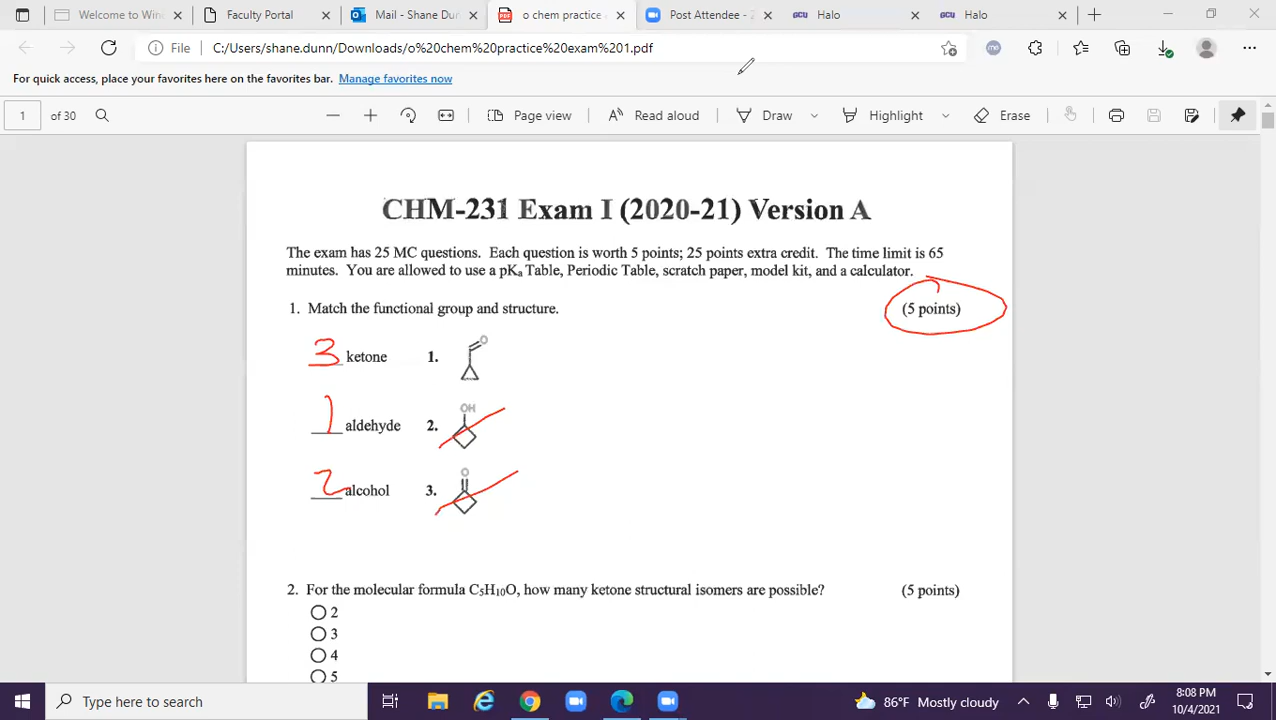 Welcome to Win
Faculty Portal
Mail - Shane Dun
o chem practice
Post Attendee -
GCU Halo
GCU Halo
File C:/Users/shane.dunn/Downloads/o%20chem%20practice%20exam%201.pdf
For quick access, place your favorites here on the favorites bar. Manage favorites now
1 of 30 Page view Read aloud Draw Highlight Erase
CHM-231 Exam I (2020-21) Version A
The exam has 25 MC questions. Each question is worth 5 points; 25 points extra credit. The time limit is 65
minutes. You are allowed to use a pKa Table, Periodic Table, scratch paper, model kit, and a calculator.
1. Match the functional group and structure. (5 points)
3 ketone 1. O
1 aldehyde 2. OH
2 alcohol 3. O
2. For the molecular formula C5H10O, how many ketone structural isomers are possible? (5 points)
2
3
4
5
Type here to search
86°F Mostly cloudy
8:08 PM
10/4/2021